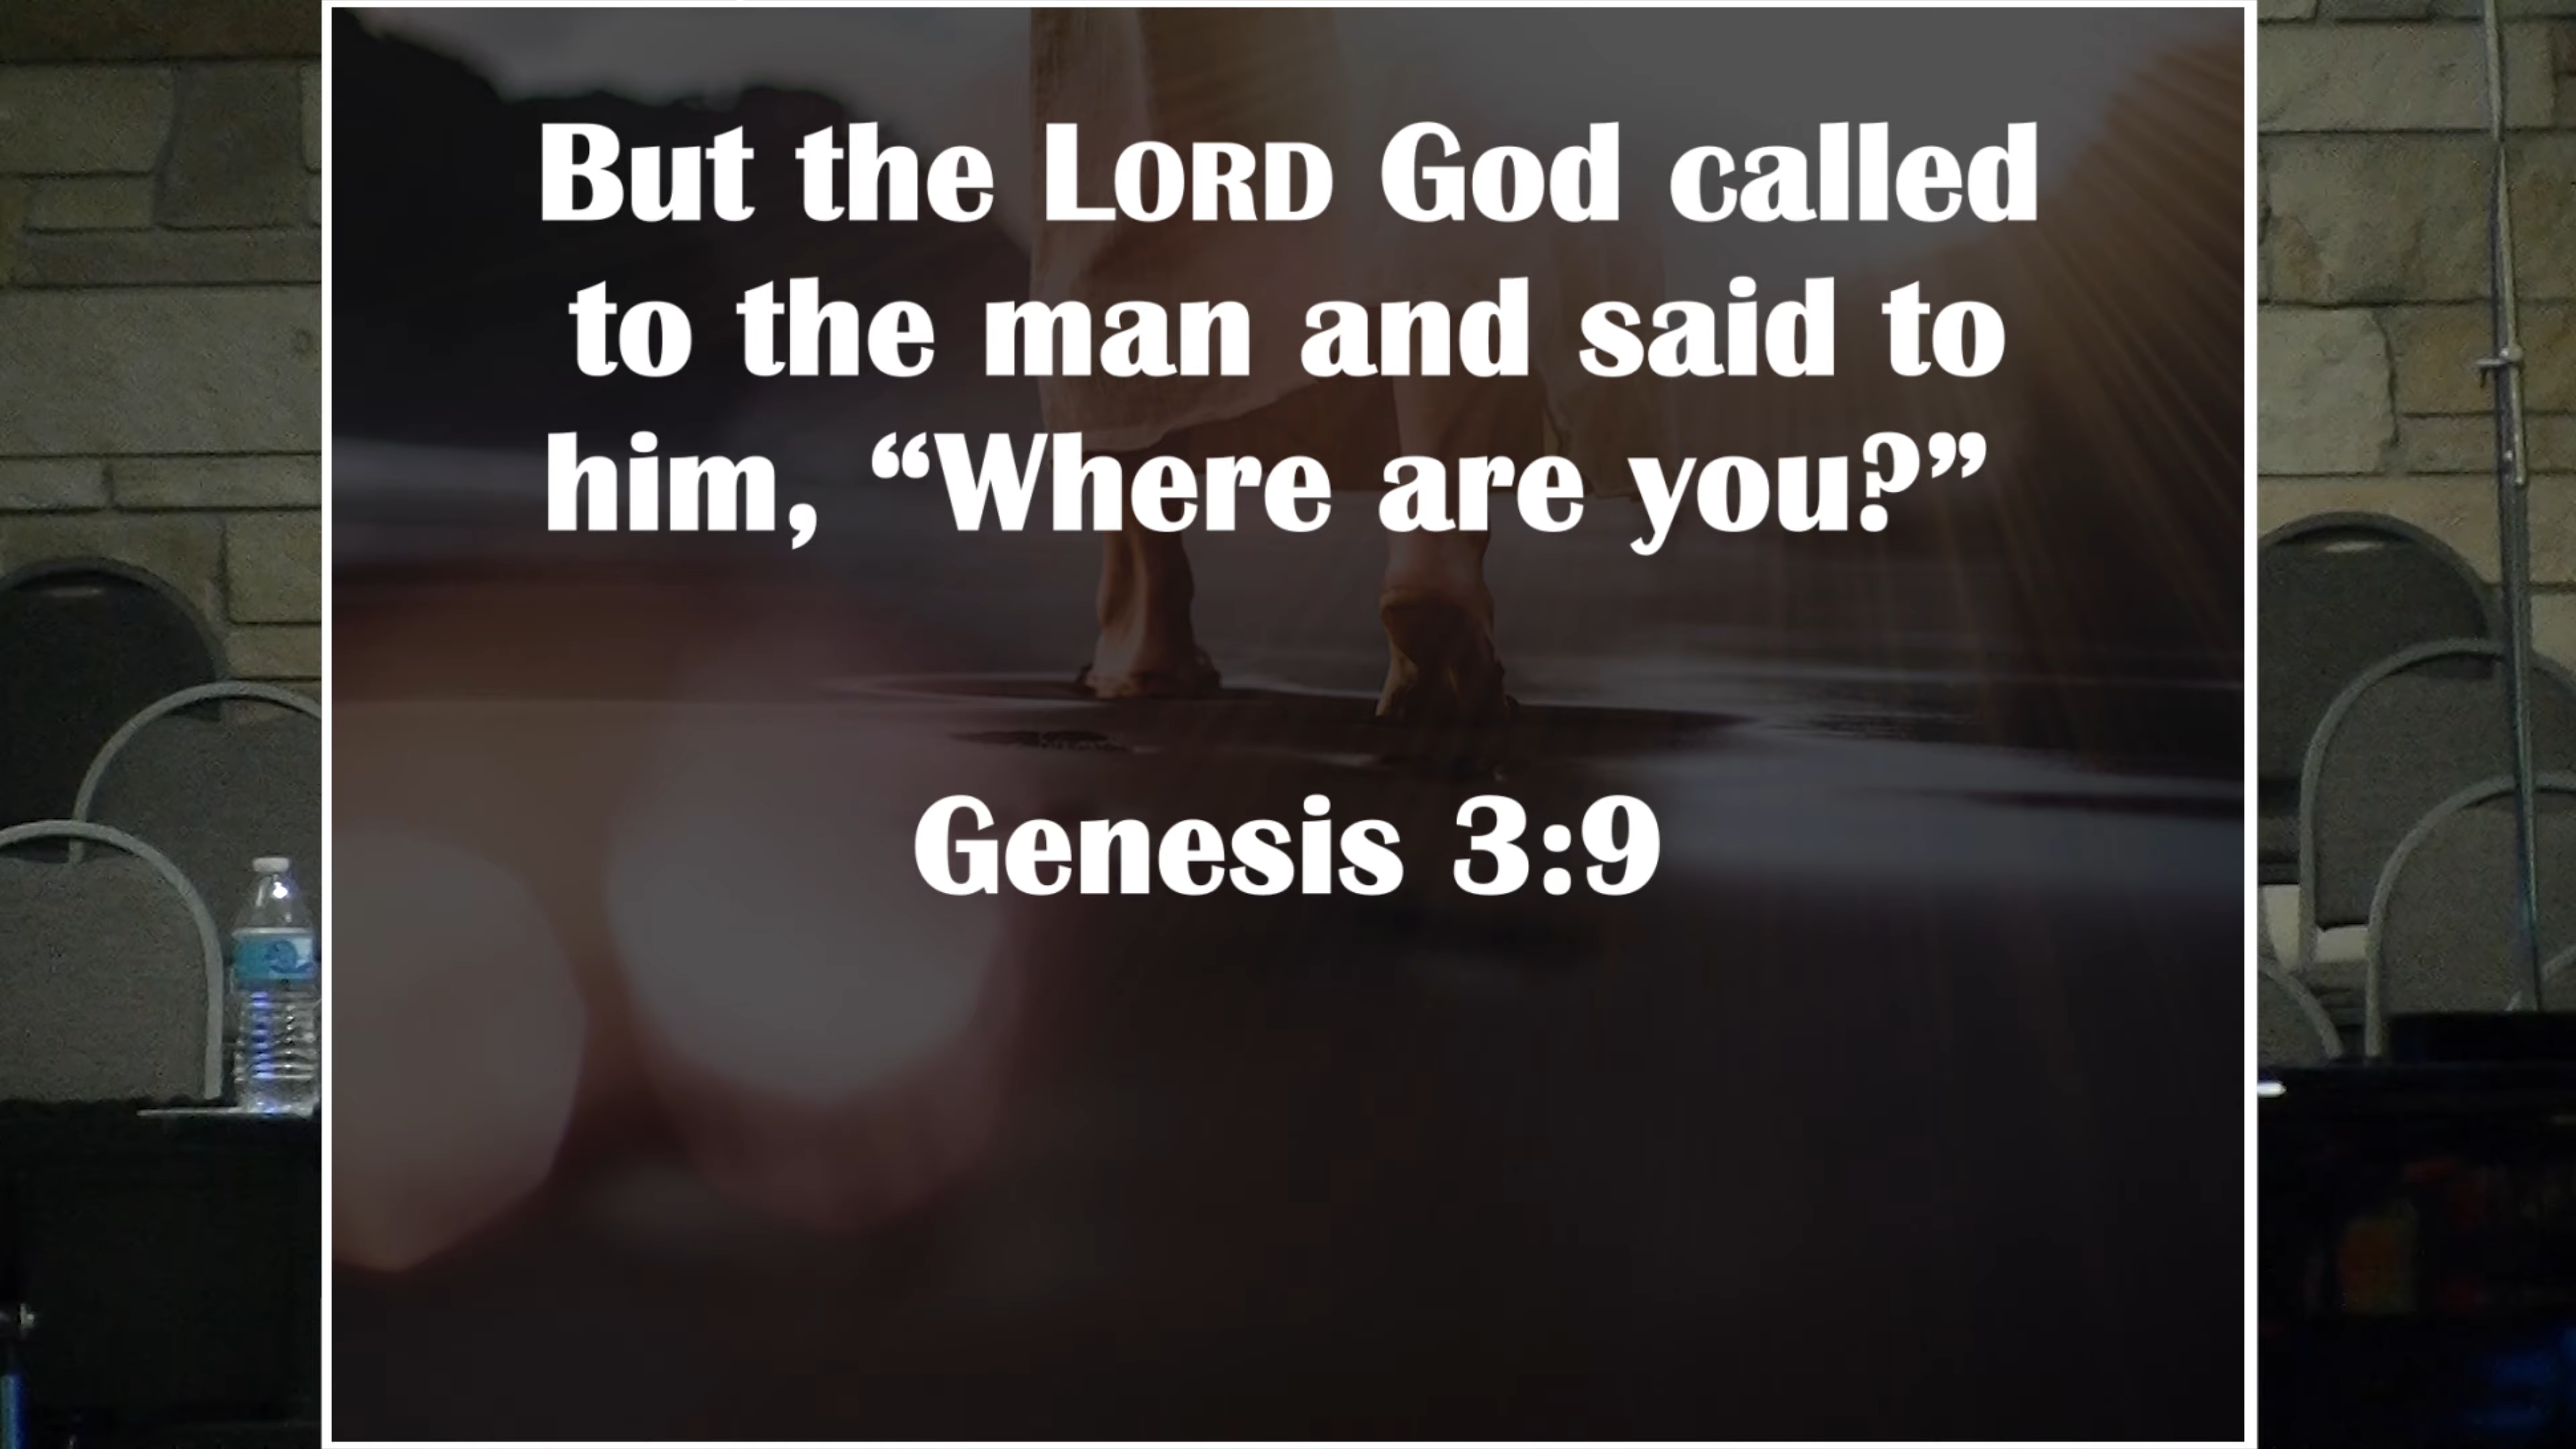 But the LORD God called
to the man and said to
him, “Where are you?”
Genesis 3:9